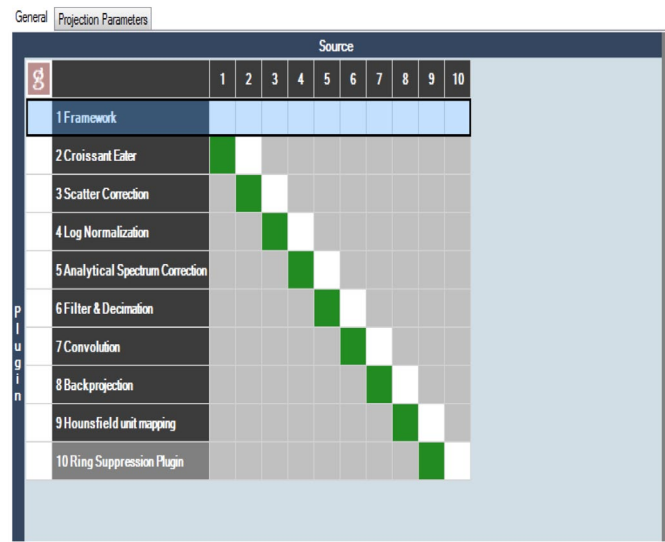 General Projection Parameters
Source
g 1 2 3 4 5 6 7 8 9 10
1 Framework
2 Croissant Eater
3 Scatter Correction
4 Log Normalization
5 Analytical Spectrum Correction
6 Filter & Decimation
7 Convolution
8 Backprojection
9 Hounsfield unit mapping
10 Ring Suppression Plugin
Plugin